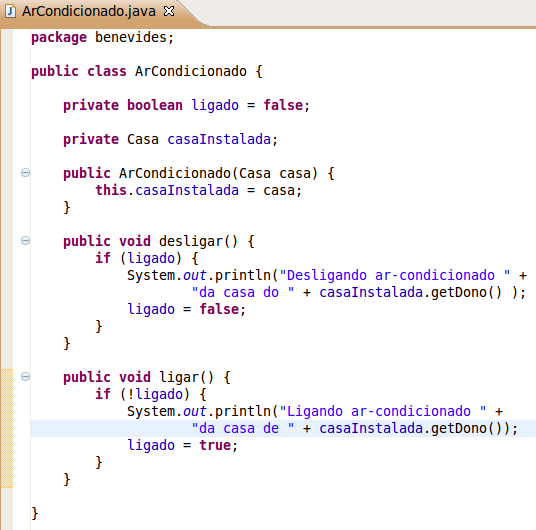 ArCondicionado.java
package benevides;
public class ArCondicionado {
private boolean ligado = false;
private Casa casaInstalada;
public ArCondicionado(Casa casa) {
this.casaInstalada = casa;
}
public void desligar() {
if (ligado) {
System.out.println("Desligando ar-condicionado " +
"da casa do " + casaInstalada.getDono() );
ligado = false;
}
}
public void ligar() {
if (!ligado) {
System.out.println("Ligando ar-condicionado " +
"da casa de " + casaInstalada.getDono());
ligado = true;
}
}
}